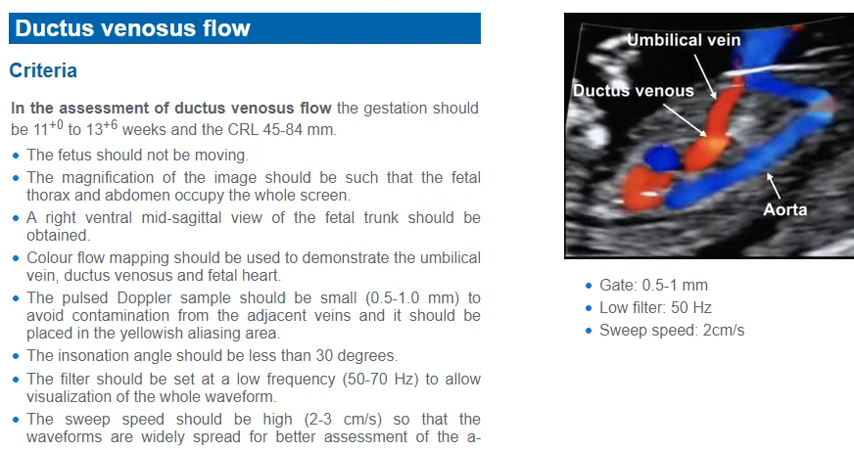 Ductus venosus flow
Criteria
In the assessment of ductus venosus flow the gestation should
be 11+0 to 13+6 weeks and the CRL 45-84 mm.
• The fetus should not be moving.
• The magnification of the image should be such that the fetal
thorax and abdomen occupy the whole screen.
• A right ventral mid-sagittal view of the fetal trunk should be
obtained.
• Colour flow mapping should be used to demonstrate the umbilical
vein, ductus venosus and fetal heart.
• The pulsed Doppler sample should be small (0.5-1.0 mm) to
avoid contamination from the adjacent veins and it should be
placed in the yellowish aliasing area.
• The insonation angle should be less than 30 degrees.
• The filter should be set at a low frequency (50-70 Hz) to allow
visualization of the whole waveform.
• The sweep speed should be high (2-3 cm/s) so that the
waveforms are widely spread for better assessment of the a-
Umbilical vein
Ductus venous
Aorta
• Gate: 0.5-1 mm
• Low filter: 50 Hz
• Sweep speed: 2cm/s